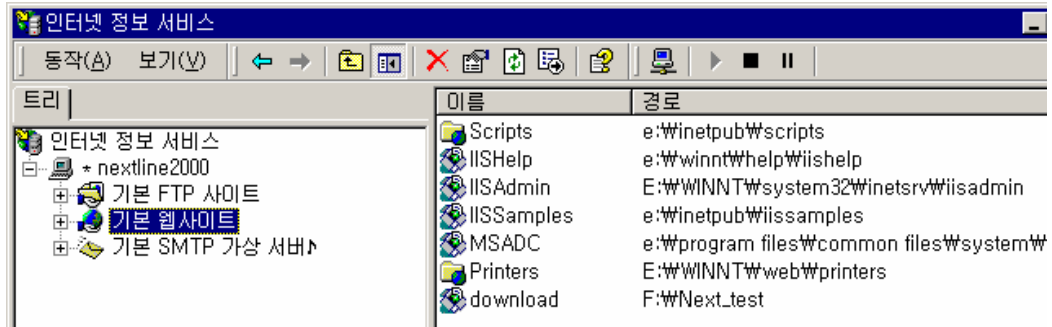 인터넷 정보 서비스
동작(A) 보기(V)
트리
인터넷 정보 서비스
* nextline2000
기본 FTP 사이트
기본 웹사이트
기본 SMTP 가상 서버
이름 경로
Scripts e:₩inetpub₩scripts
IISHelp e:₩winnt₩help₩iishelp
IISAdmin E:₩WINNT₩system32₩inetsrv₩iisadmin
IISSamples e:₩inetpub₩iissamples
MSADC e:₩program files₩common files₩system₩
Printers E:₩WINNT₩web₩printers
download F:₩Next_test